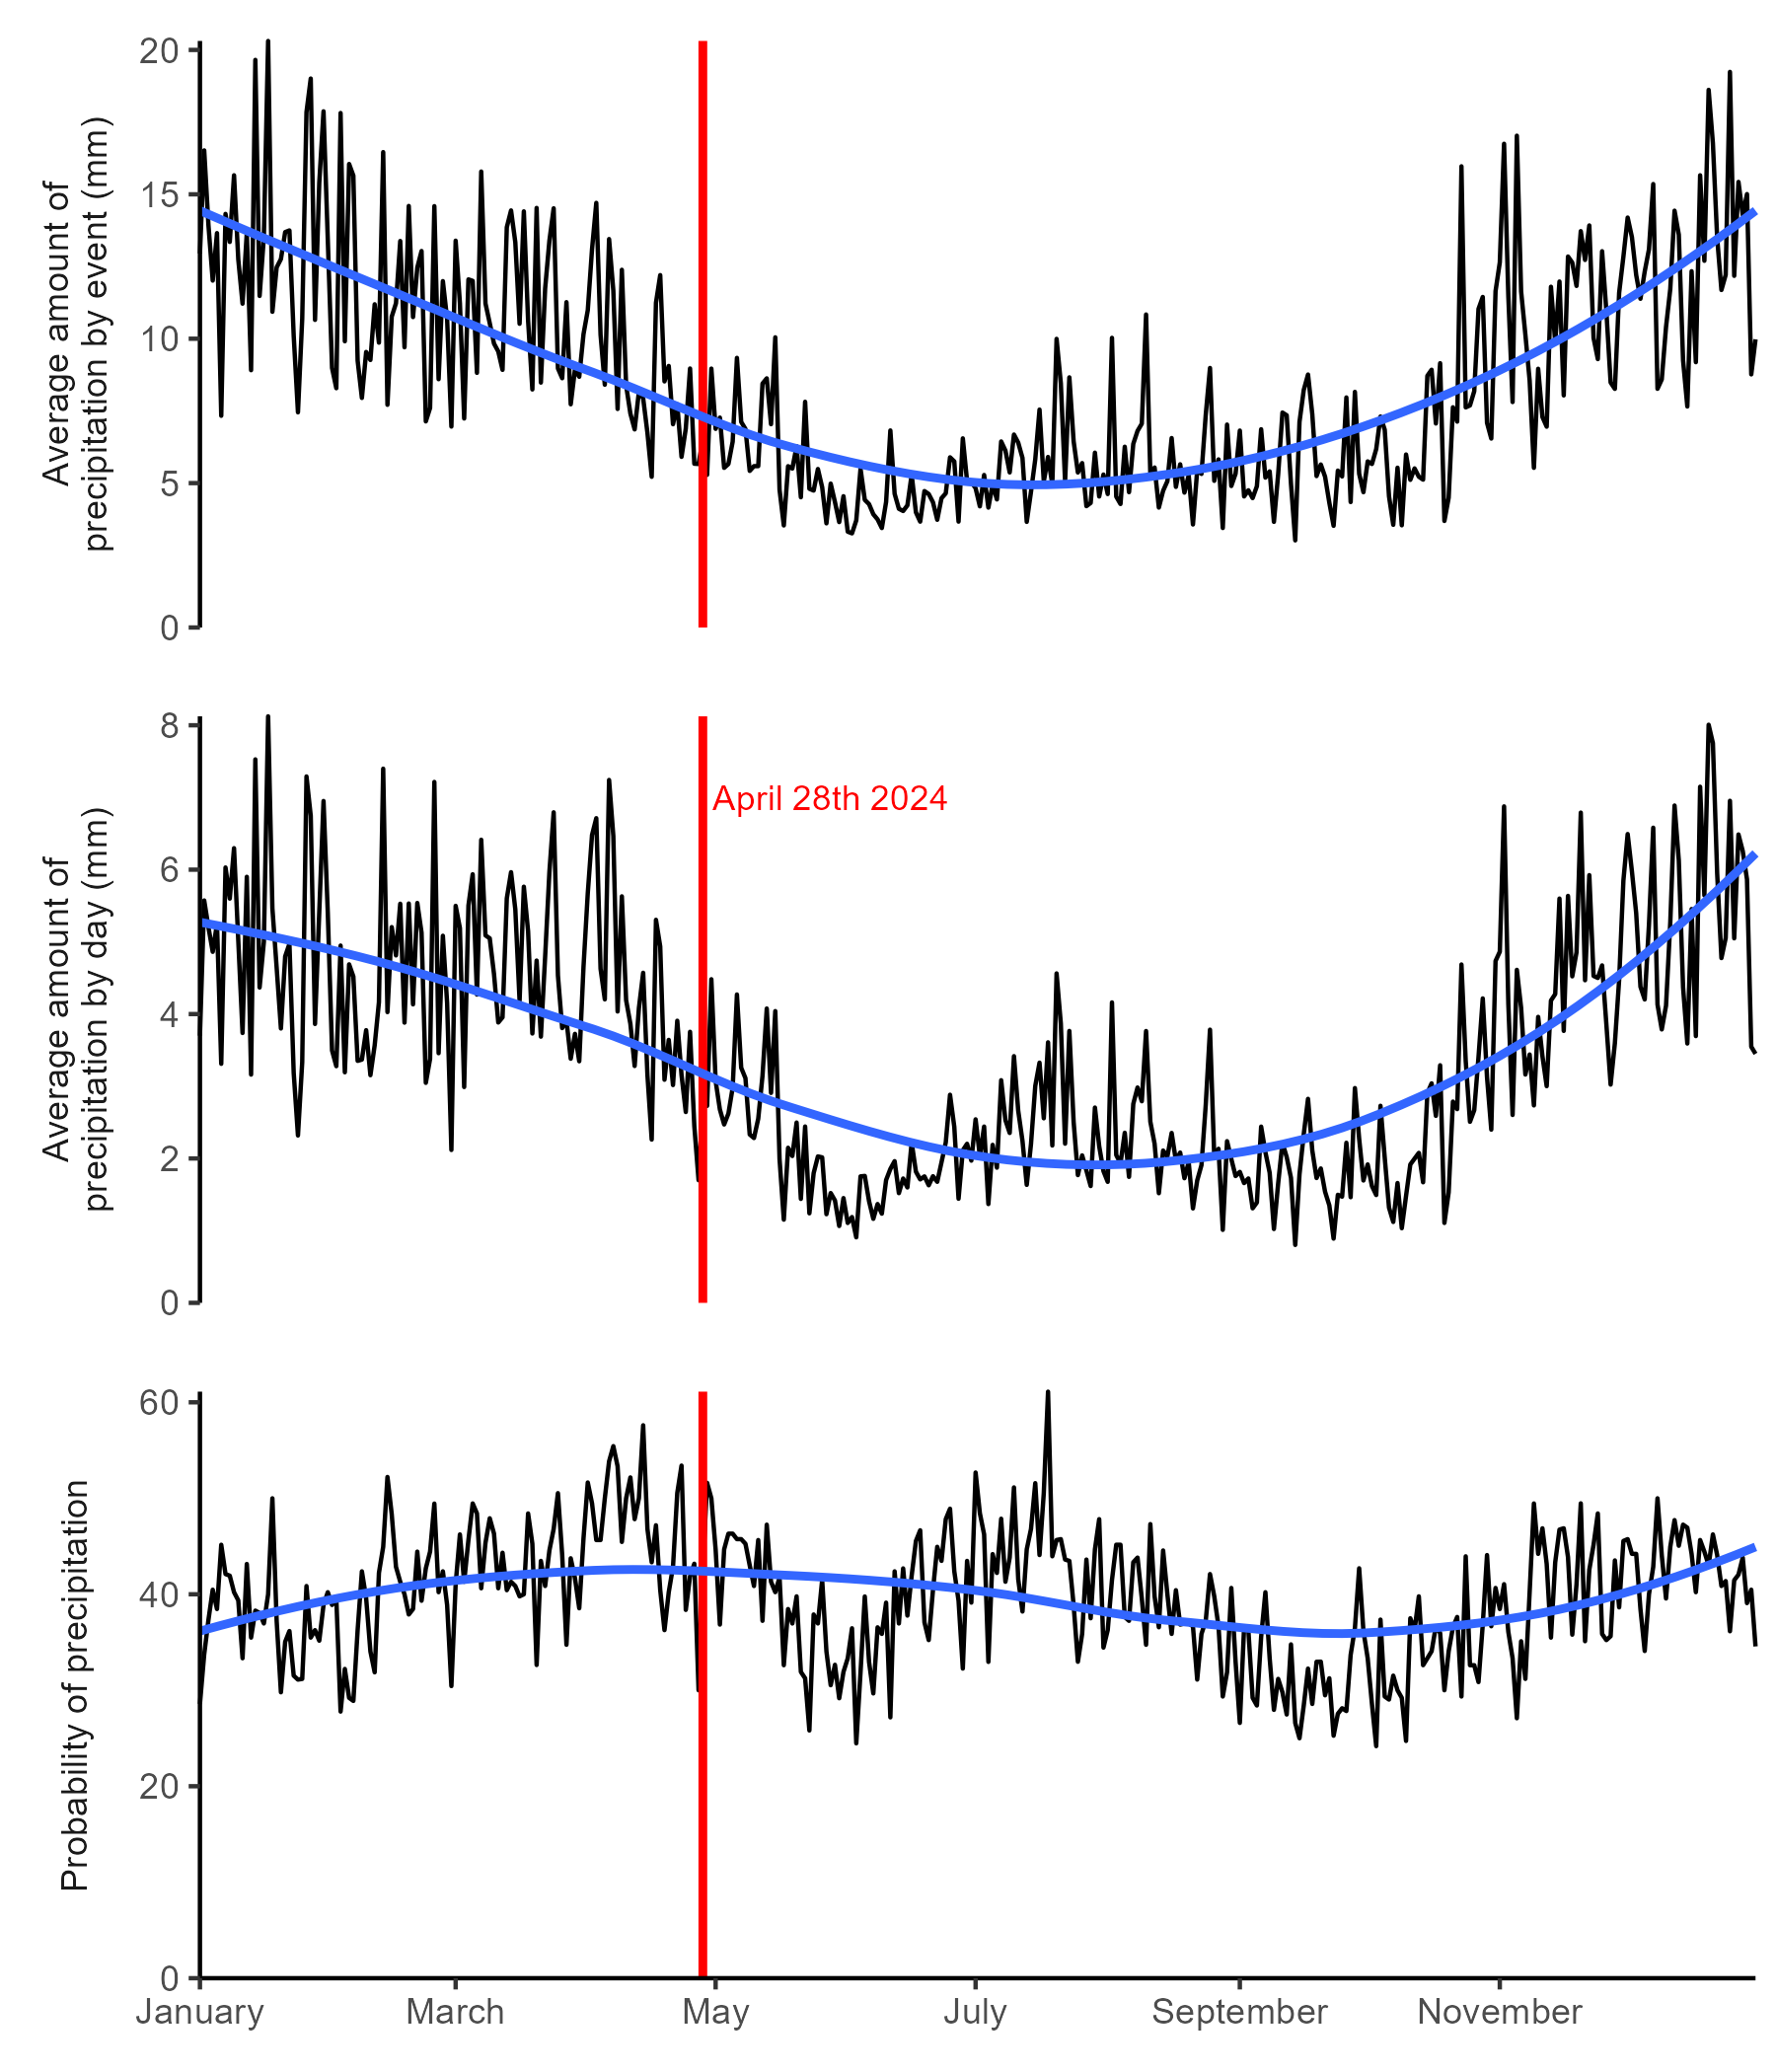 Average amount of
precipitation by event (mm)
20
15
10
5
0
Average amount of
precipitation by day (mm)
8
6
4
2
0
April 28th 2024
Probability of precipitation
60
40
20
0
January March May July September November